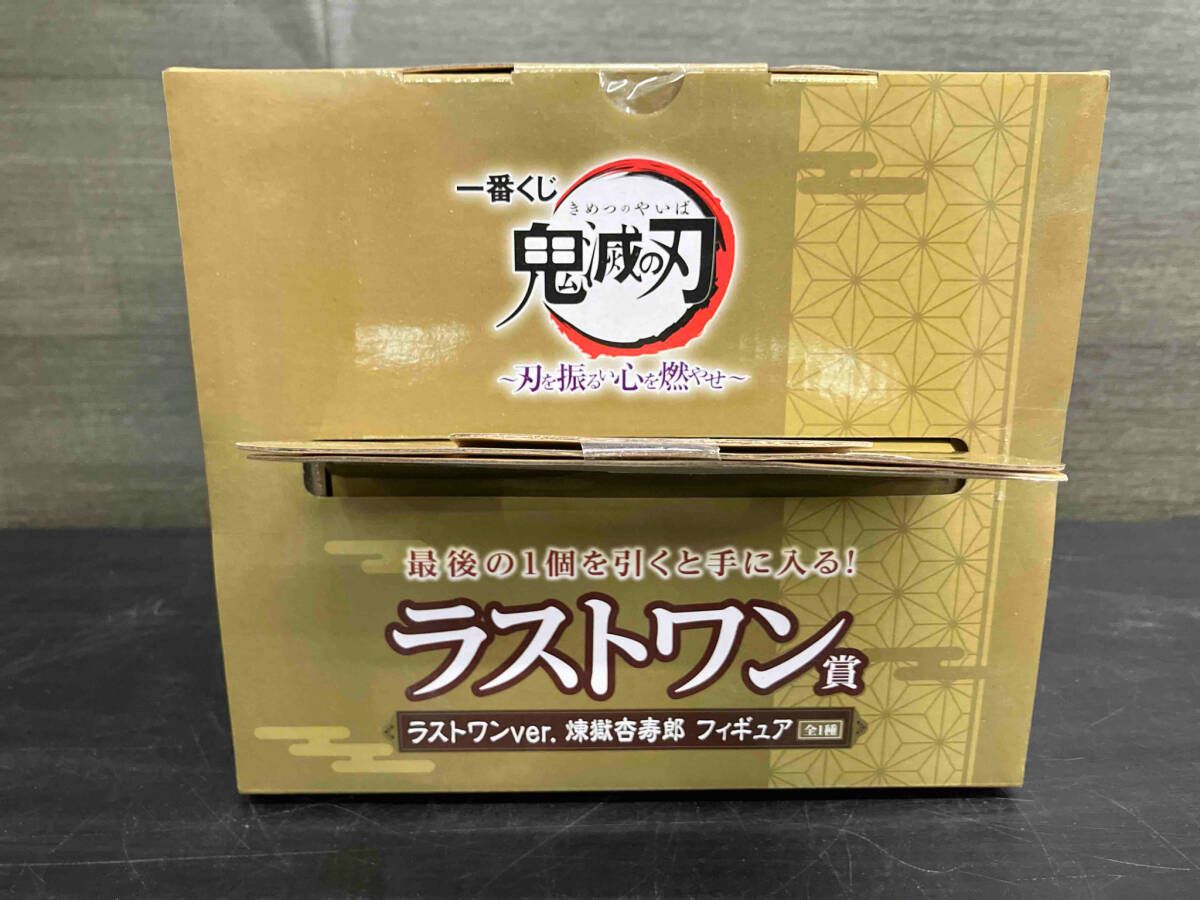 一番くじ
きめつのやいば
鬼滅の刃
～刃を振るい心を燃やせ～
最後の1個を引くと手に入る!
ラストワン賞
ラストワンver. 煉獄杏寿郎 フィギュア 全1種